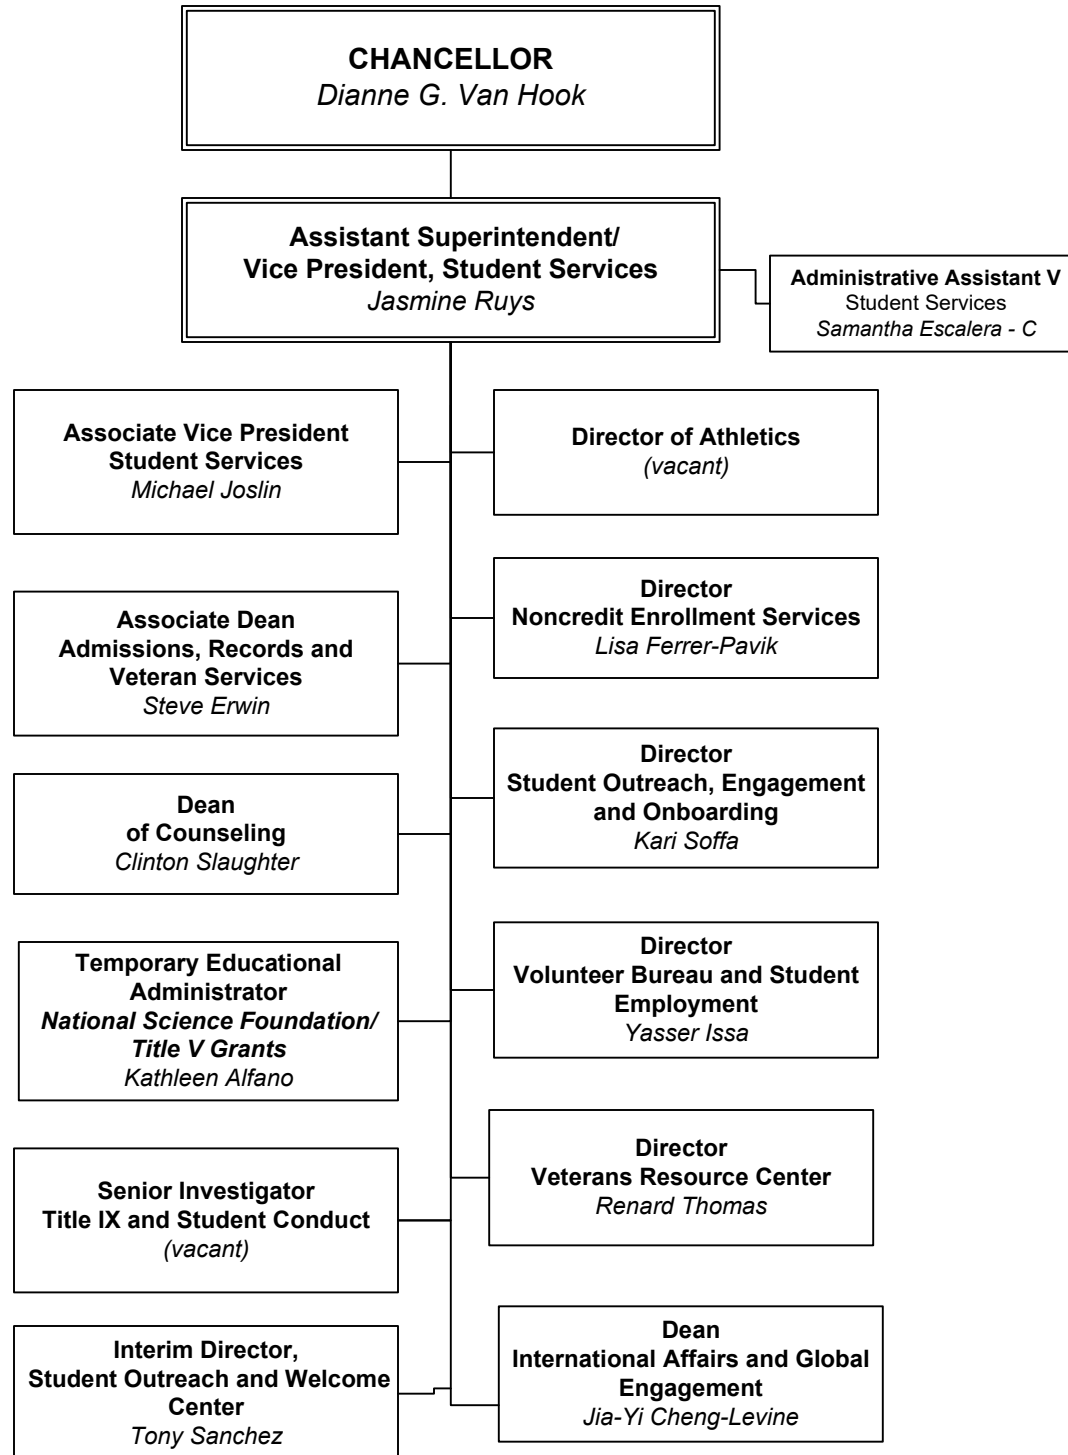 CHANCELLOR
Dianne G. Van Hook
Assistant Superintendent/
Vice President, Student Services
Jasmine Ruys
Administrative Assistant V
Student Services
Samantha Escalera - C
Associate Vice President
Student Services
Michael Joslin
Director of Athletics
(vacant)
Associate Dean
Admissions, Records and
Veteran Services
Steve Erwin
Director
Noncredit Enrollment Services
Lisa Ferrer-Pavik
Dean
of Counseling
Clinton Slaughter
Director
Student Outreach, Engagement
and Onboarding
Kari Soffa
Temporary Educational
Administrator
National Science Foundation/
Title V Grants
Kathleen Alfano
Director
Volunteer Bureau and Student
Employment
Yasser Issa
Senior Investigator
Title IX and Student Conduct
(vacant)
Director
Veterans Resource Center
Renard Thomas
Interim Director,
Student Outreach and Welcome
Center
Tony Sanchez
Dean
International Affairs and Global
Engagement
Jia-Yi Cheng-Levine